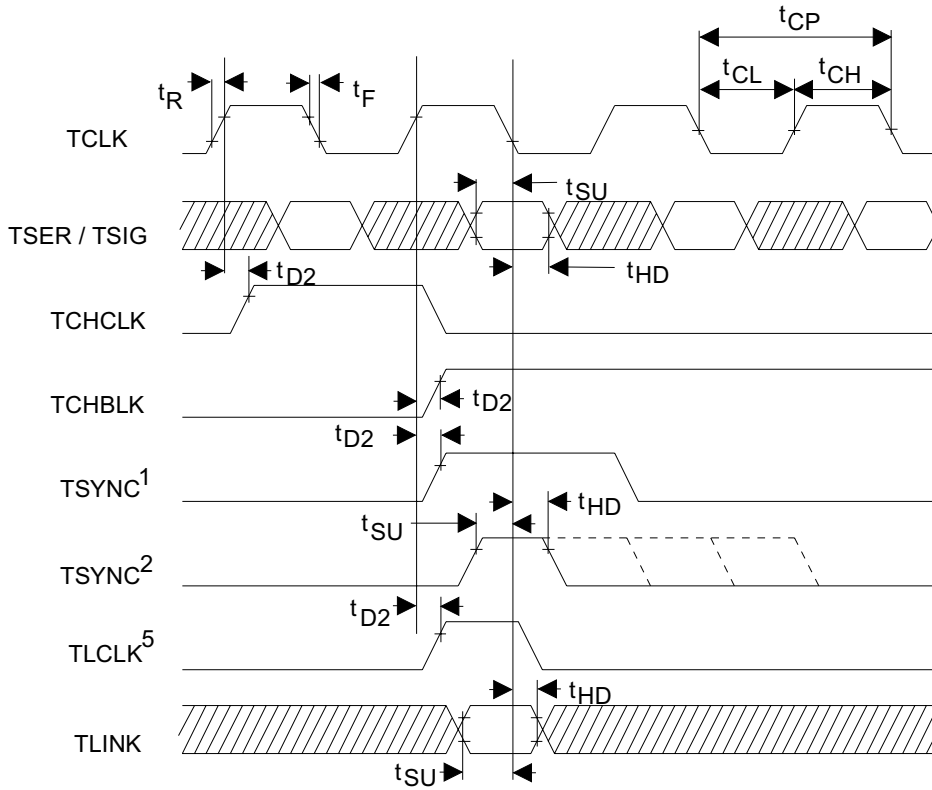 tCP
tCL tCH
tR tF
TCLK
tSU
TSER / TSIG
tD2 tHD
TCHCLK
TCHBLK tD2
tD2
TSYNC1
tSU tHD
TSYNC2
tD2
TLCLK5
tHD
TLINK
tSU